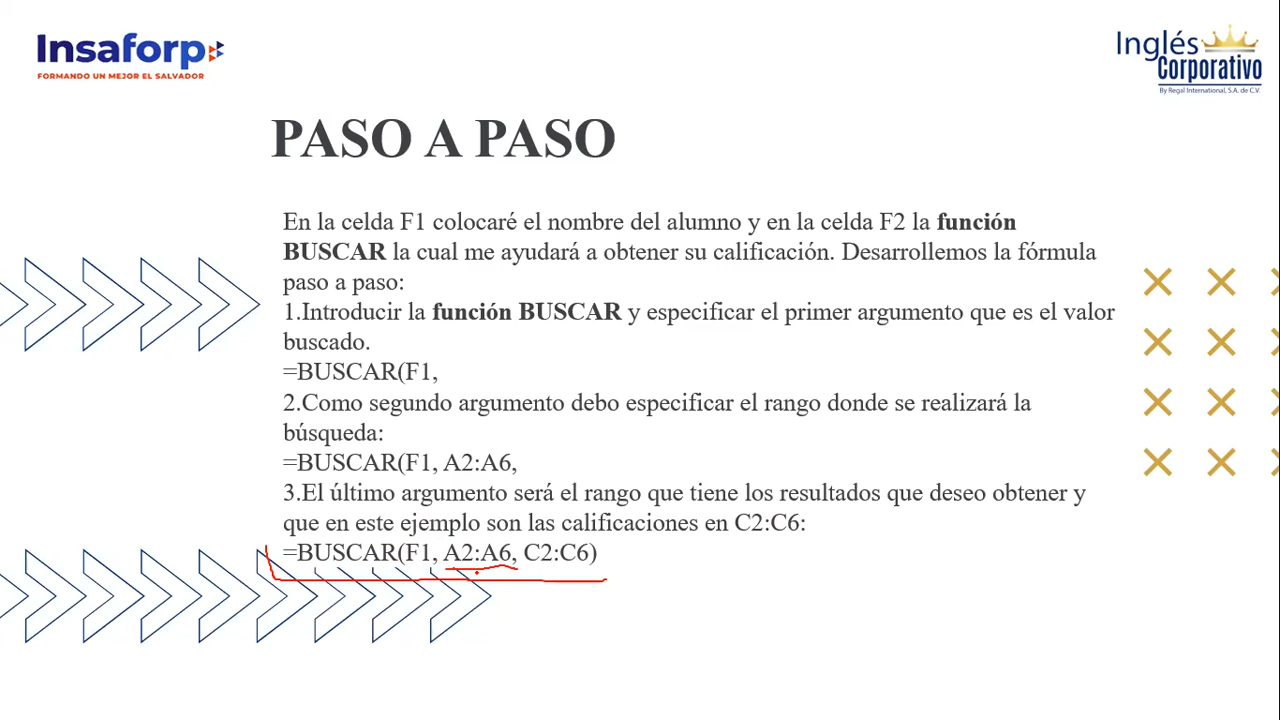 Insaforp
FORMANDO UN MEJOR EL SALVADOR
Inglés
Corporativo
By Regal International, S.A. de C.V.
PASO A PASO
En la celda F1 colocaré el nombre del alumno y en la celda F2 la función
BUSCAR la cual me ayudará a obtener su calificación. Desarrollemos la fórmula
paso a paso:
1.Introducir la función BUSCAR y especificar el primer argumento que es el valor
buscado.
=BUSCAR(F1,
2.Como segundo argumento debo especificar el rango donde se realizará la
búsqueda:
=BUSCAR(F1, A2:A6,
3.El último argumento será el rango que tiene los resultados que deseo obtener y
que en este ejemplo son las calificaciones en C2:C6:
=BUSCAR(F1, A2:A6, C2:C6)